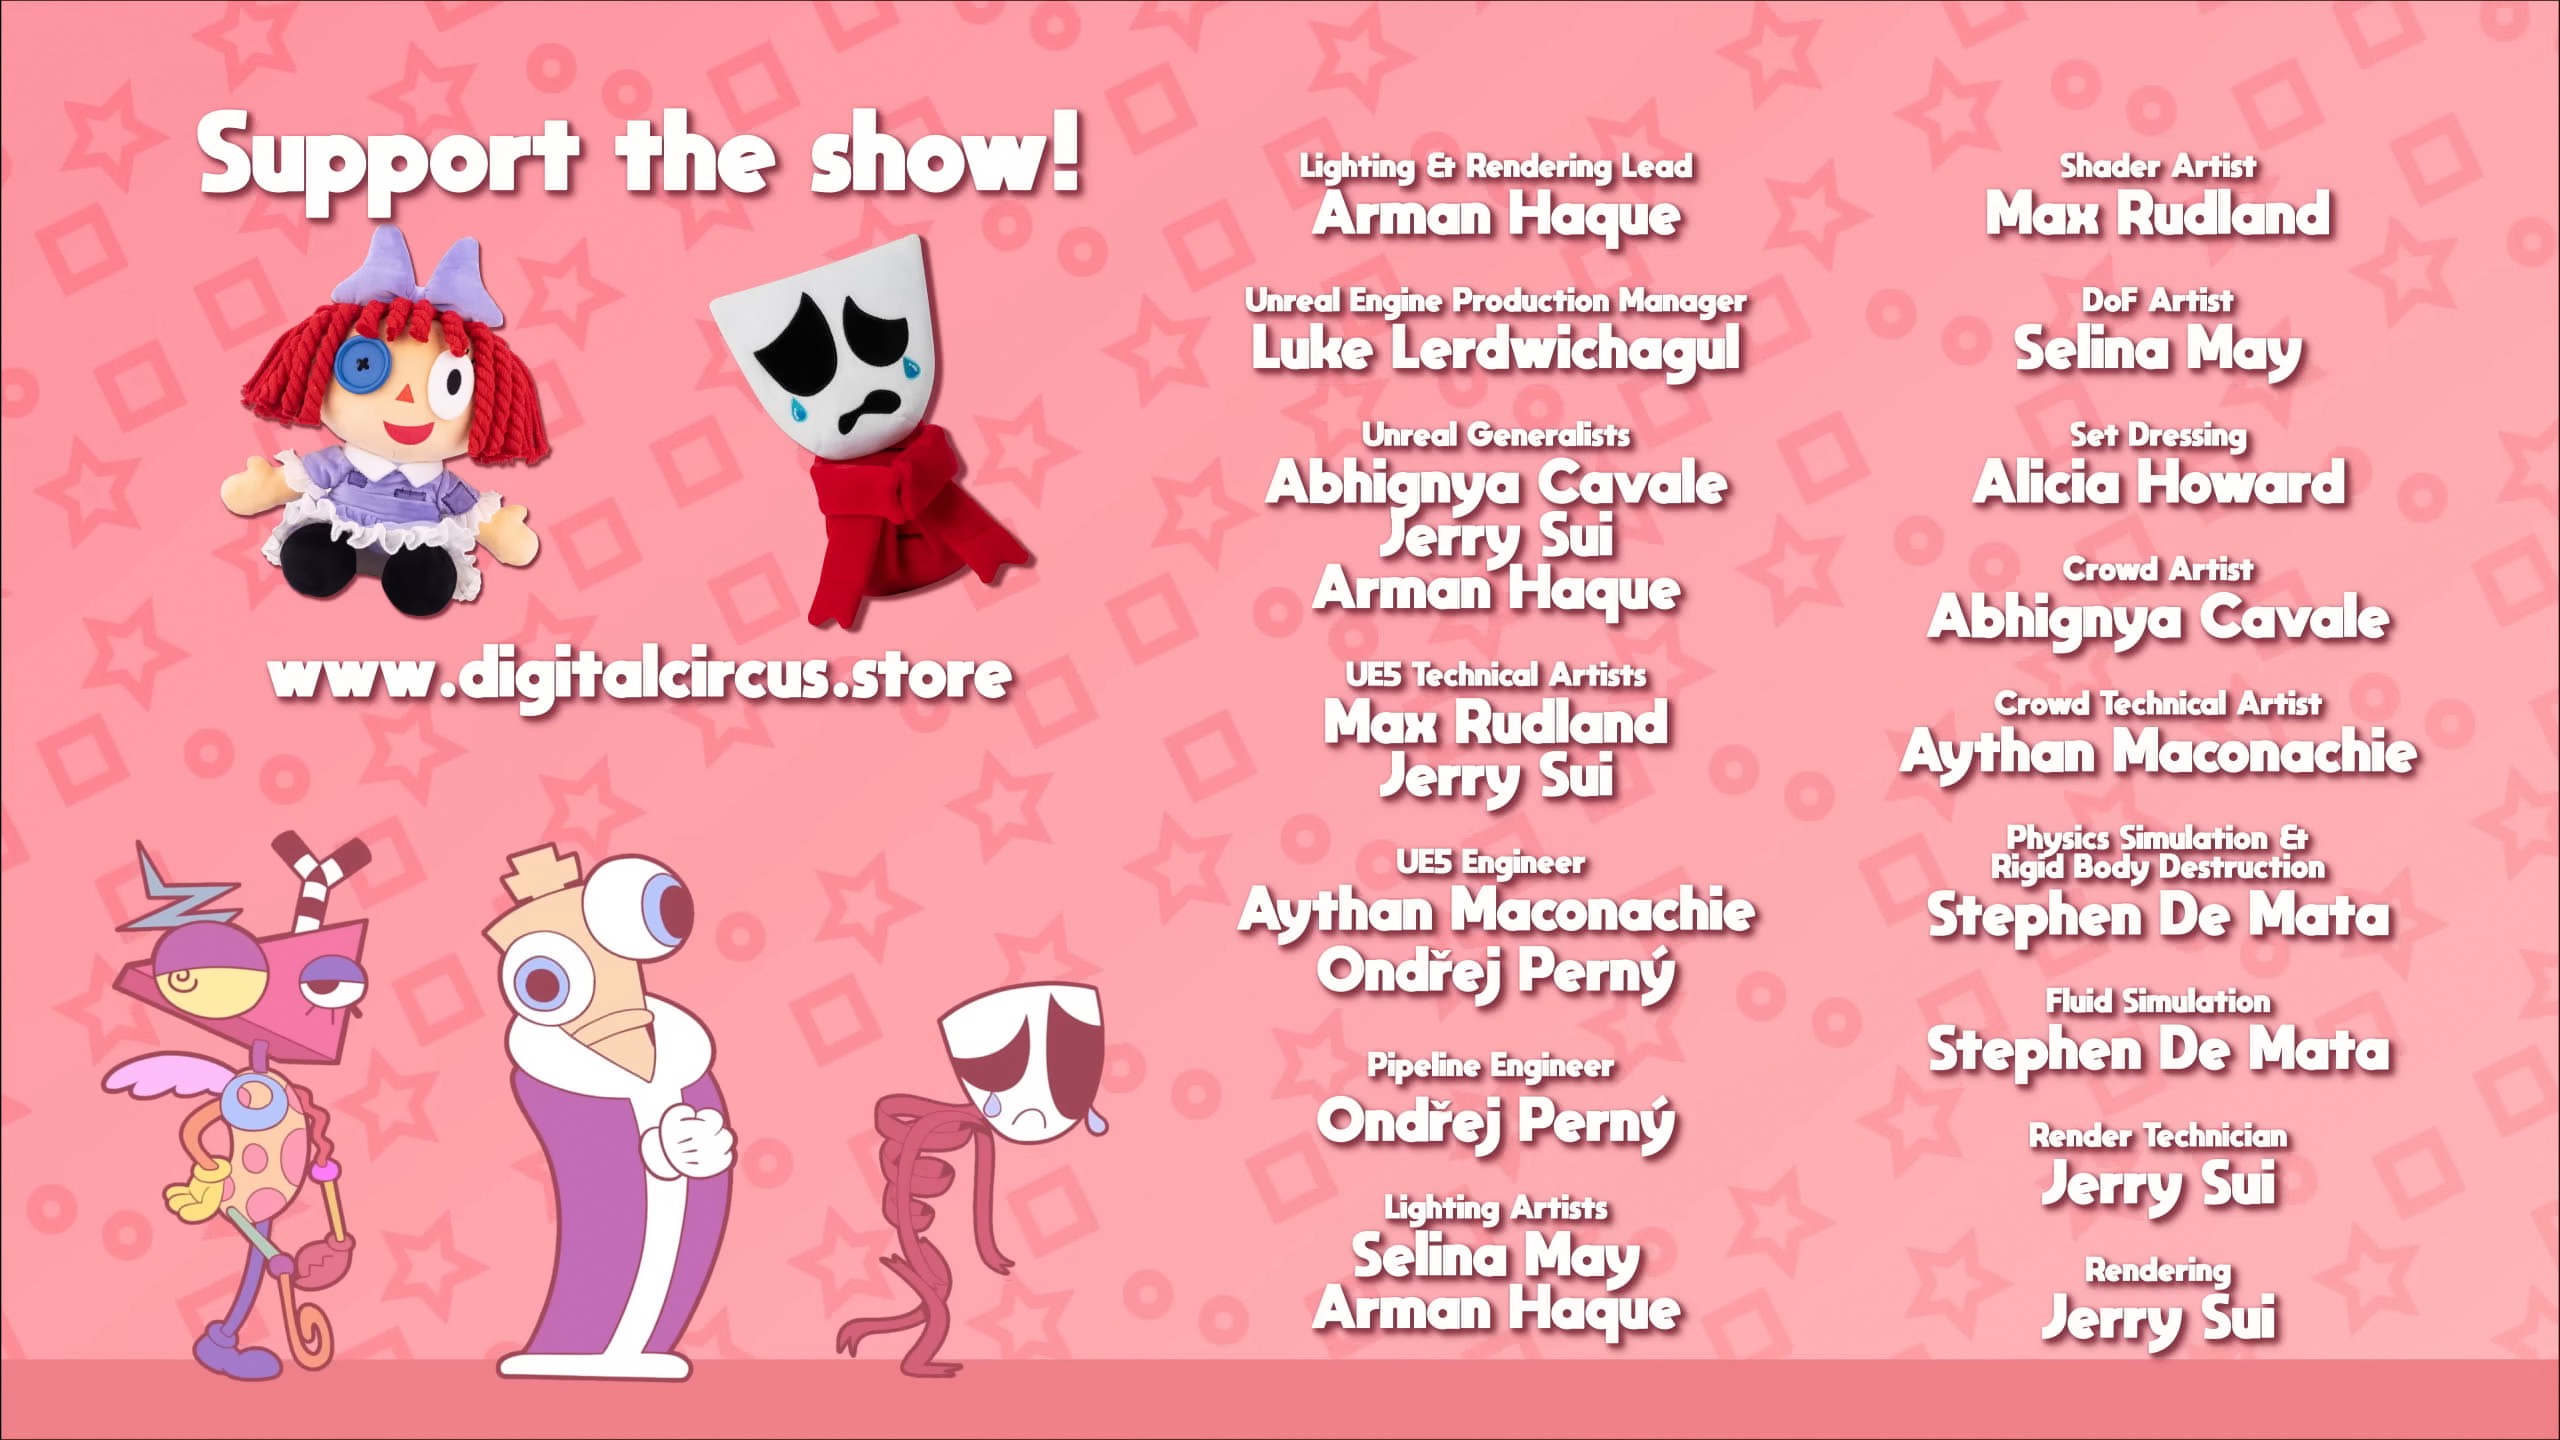 Support the show!
www.digitalcircus.store
Lighting & Rendering Lead
Arman Haque
Unreal Engine Production Manager
Luke Lerdwichagul
Unreal Generalists
Abhignya Cavale
Jerry Sui
Arman Haque
UE5 Technical Artists
Max Rudland
Jerry Sui
UE5 Engineer
Aythan Maconachie
Ondřej Perný
Pipeline Engineer
Ondřej Perný
Lighting Artists
Selina May
Arman Haque
Shader Artist
Max Rudland
DoF Artist
Selina May
Set Dressing
Alicia Howard
Crowd Artist
Abhignya Cavale
Crowd Technical Artist
Aythan Maconachie
Physics Simulation &
Rigid Body Destruction
Stephen De Mata
Fluid Simulation
Stephen De Mata
Render Technician
Jerry Sui
Rendering
Jerry Sui